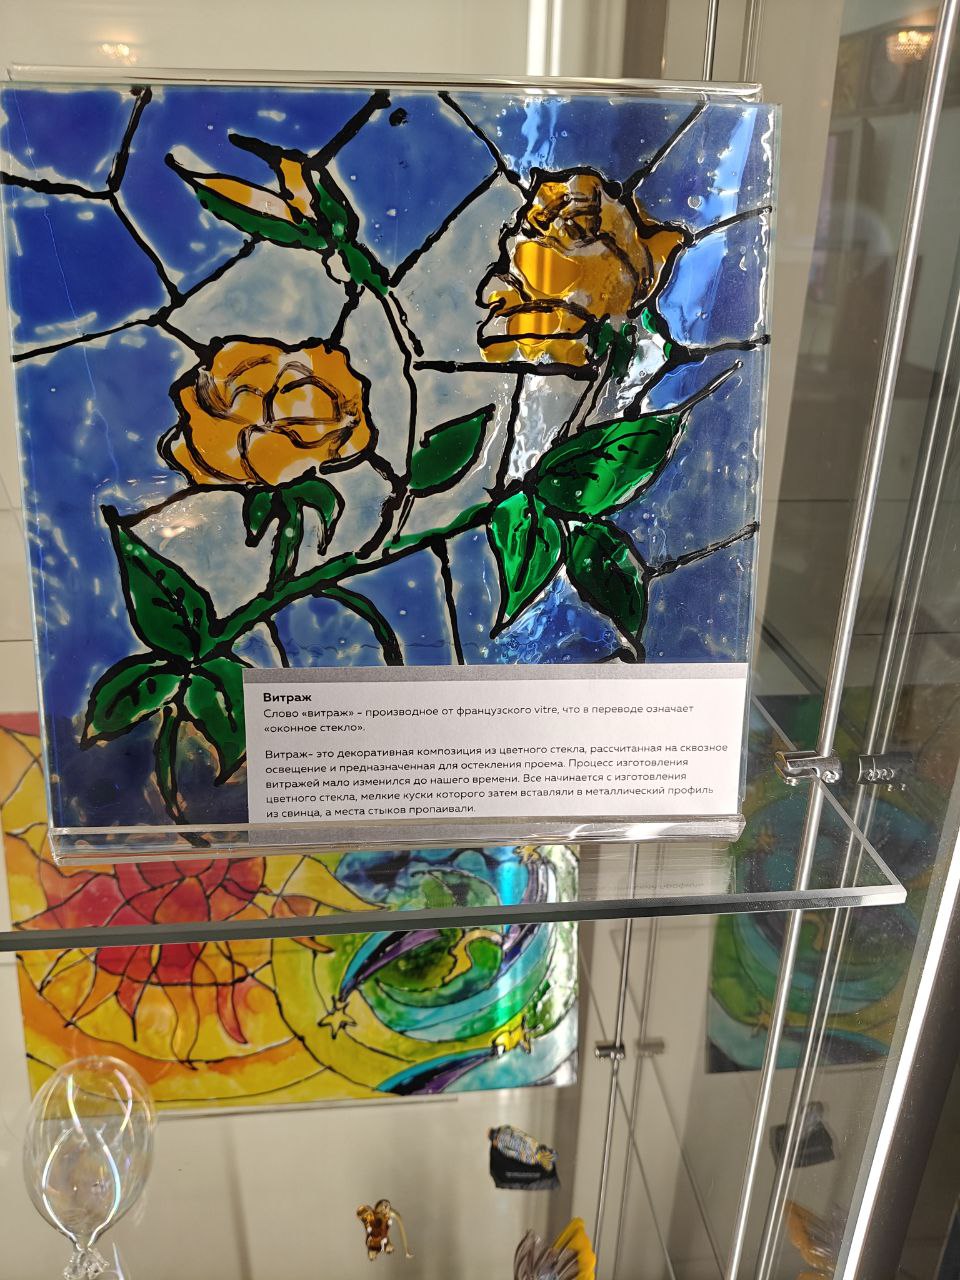 Витраж
Слово «витраж» - производное от французского vitre, что в переводе означает
«оконное стекло».
Витраж- это декоративная композиция из цветного стекла, рассчитанная на сквозное
освещение и предназначенная для остекления проема. Процесс изготовления
витражей мало изменился до нашего времени. Все начинается с изготовления
цветного стекла, мелкие куски которого затем вставляли в металлический профиль
из свинца, а места стыков пропаивали.